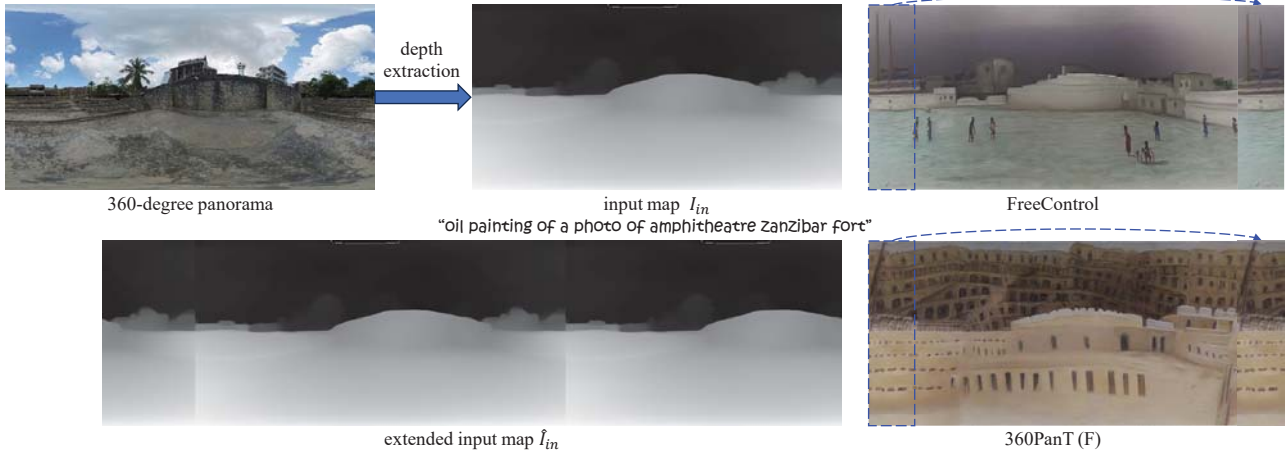 depth
extraction
360-degree panorama
input map I_in
FreeControl
"oil painting of a photo of amphitheatre zanzibar fort"
extended input map Î_in
360PanT (F)